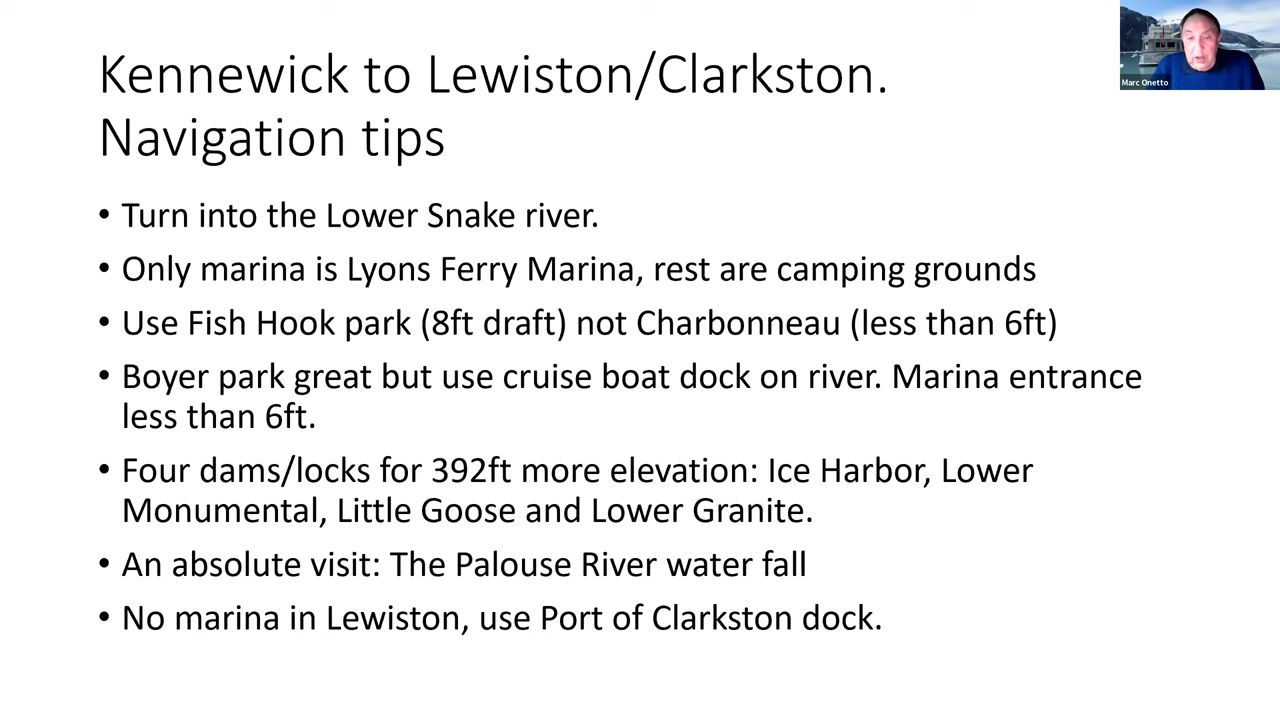 Kennewick to Lewiston/Clarkston.
Navigation tips
• Turn into the Lower Snake river.
• Only marina is Lyons Ferry Marina, rest are camping grounds
• Use Fish Hook park (8ft draft) not Charbonneau (less than 6ft)
• Boyer park great but use cruise boat dock on river. Marina entrance
less than 6ft.
• Four dams/locks for 392ft more elevation: Ice Harbor, Lower
Monumental, Little Goose and Lower Granite.
• An absolute visit: The Palouse River water fall
• No marina in Lewiston, use Port of Clarkston dock.
Marc Onetto